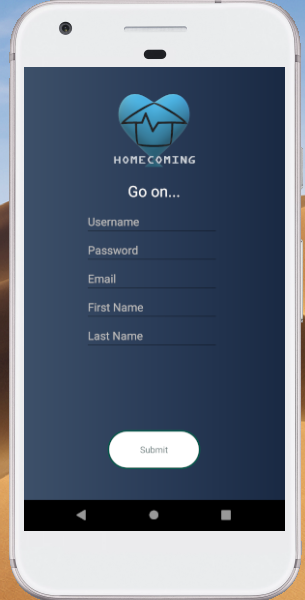 HOMECOMING
Go on...
Username
Password
Email
First Name
Last Name
Submit